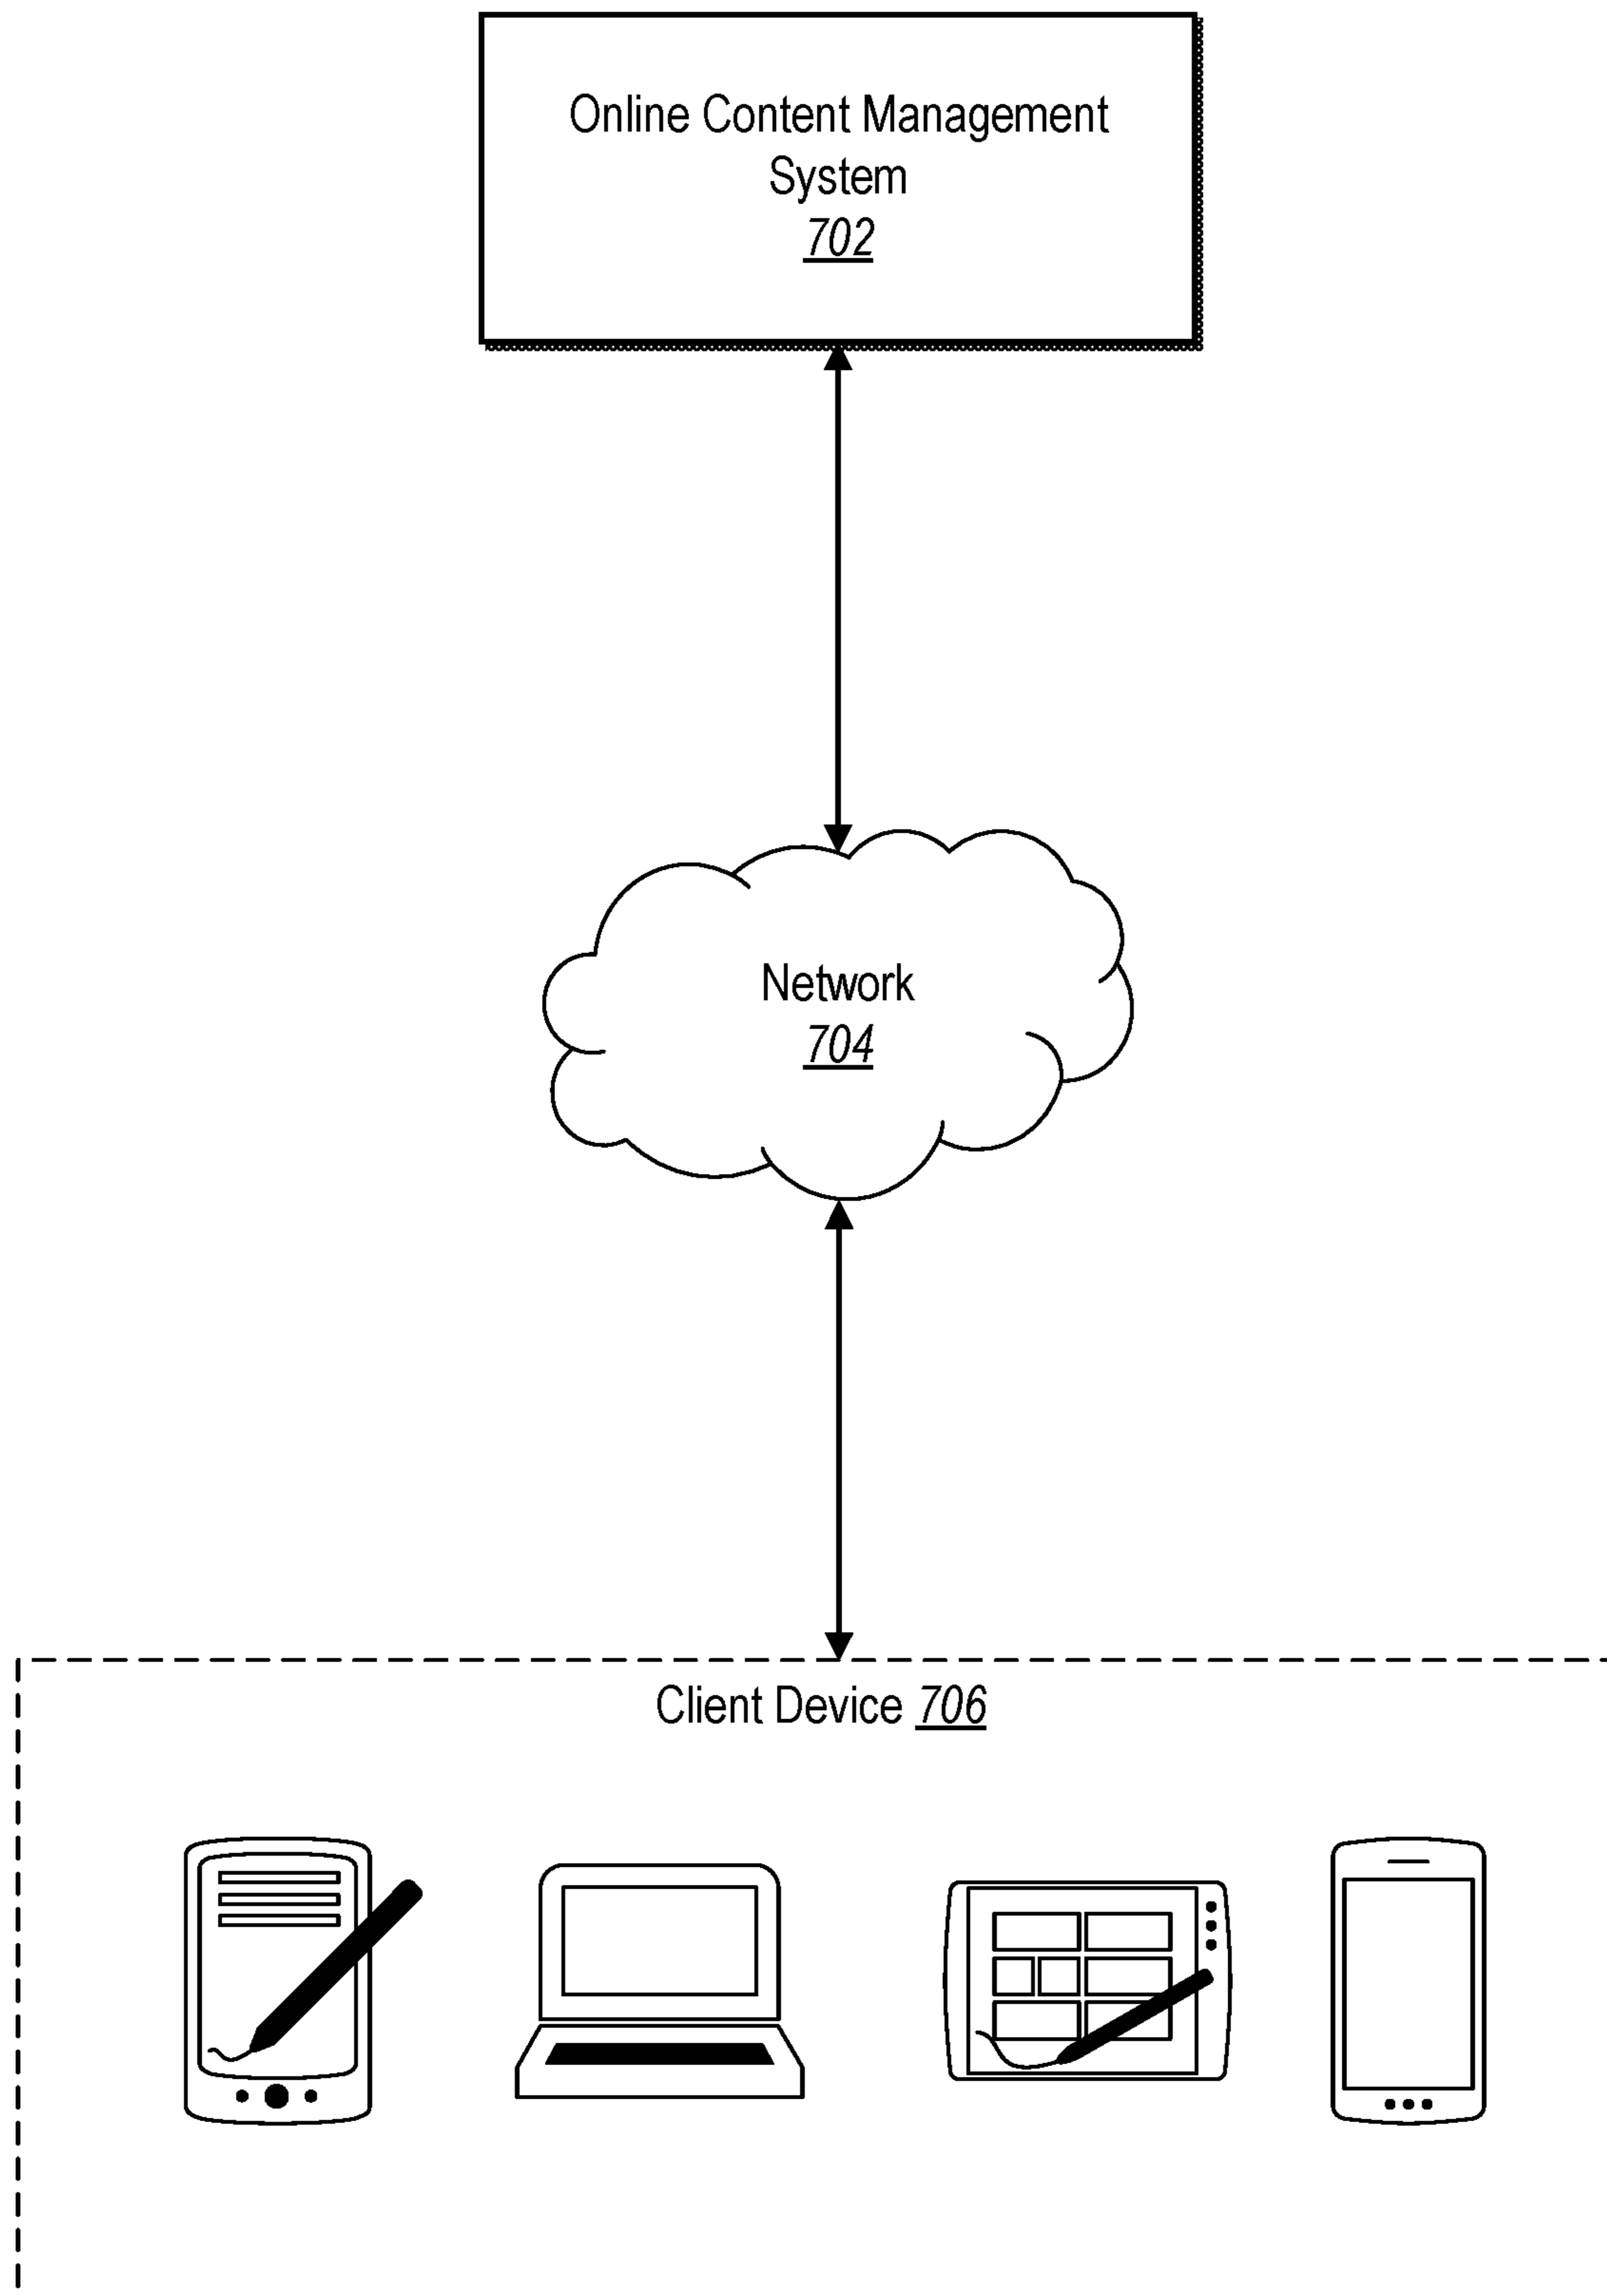 Online Content Management
System
702
Network
704
Client Device 706